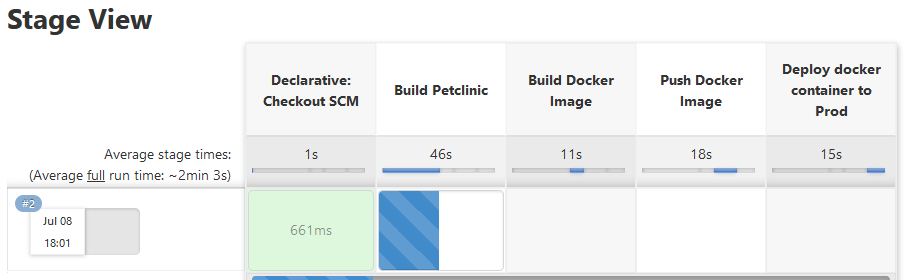 Stage View
Declarative:
Checkout SCM
Build Petclinic
Build Docker
Image
Push Docker
Image
Deploy docker
container to
Prod
Average stage times:
(Average full run time: ~2min 3s)
1s
46s
11s
18s
15s
#2
Jul 08
18:01
661ms